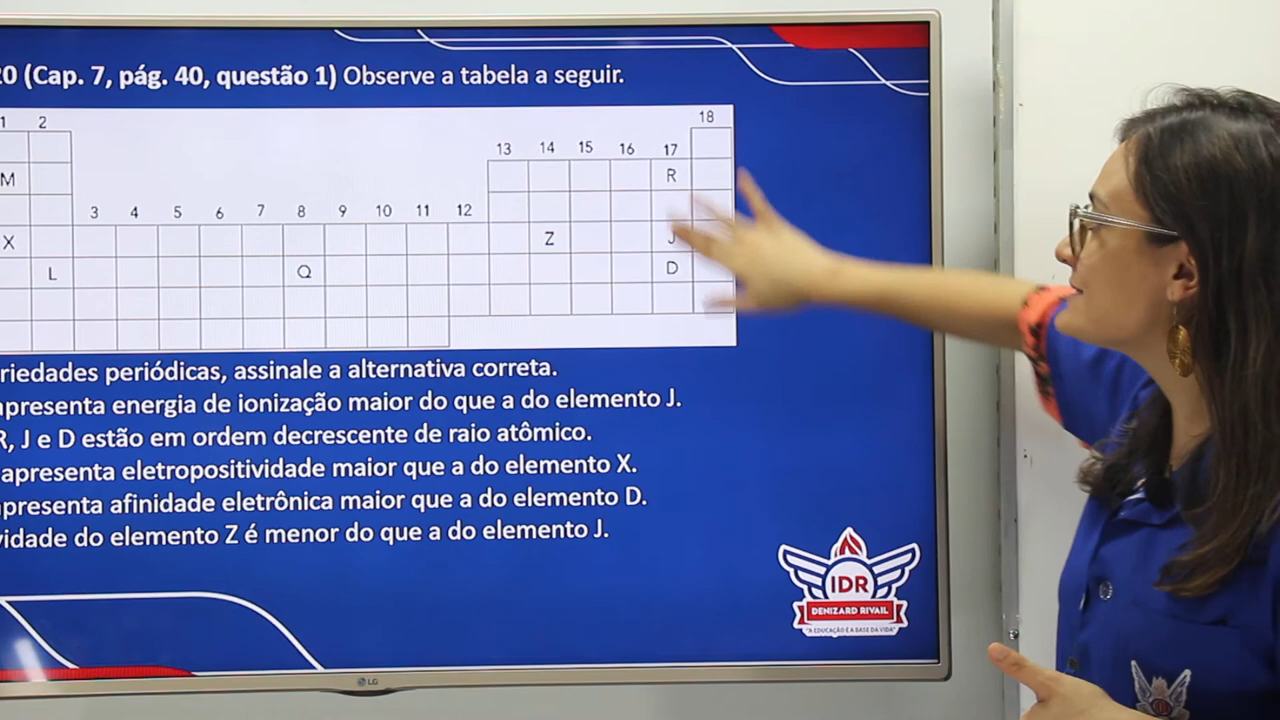 20 (Cap. 7, pág. 40, questão 1) Observe a tabela a seguir.
18
1 2
13 14 15 16 17
M R
3 4 5 6 7 8 9 10 11 12
X Z J
L Q D
riedades periódicas, assinale a alternativa correta.
apresenta energia de ionização maior do que a do elemento J.
R, J e D estão em ordem decrescente de raio atômico.
apresenta eletropositividade maior que a do elemento X.
apresenta afinidade eletrônica maior que a do elemento D.
vidade do elemento Z é menor do que a do elemento J.
IDR
DENIZARD RIVAIL
"A EDUCAÇÃO É A BASE DA VIDA"
LG